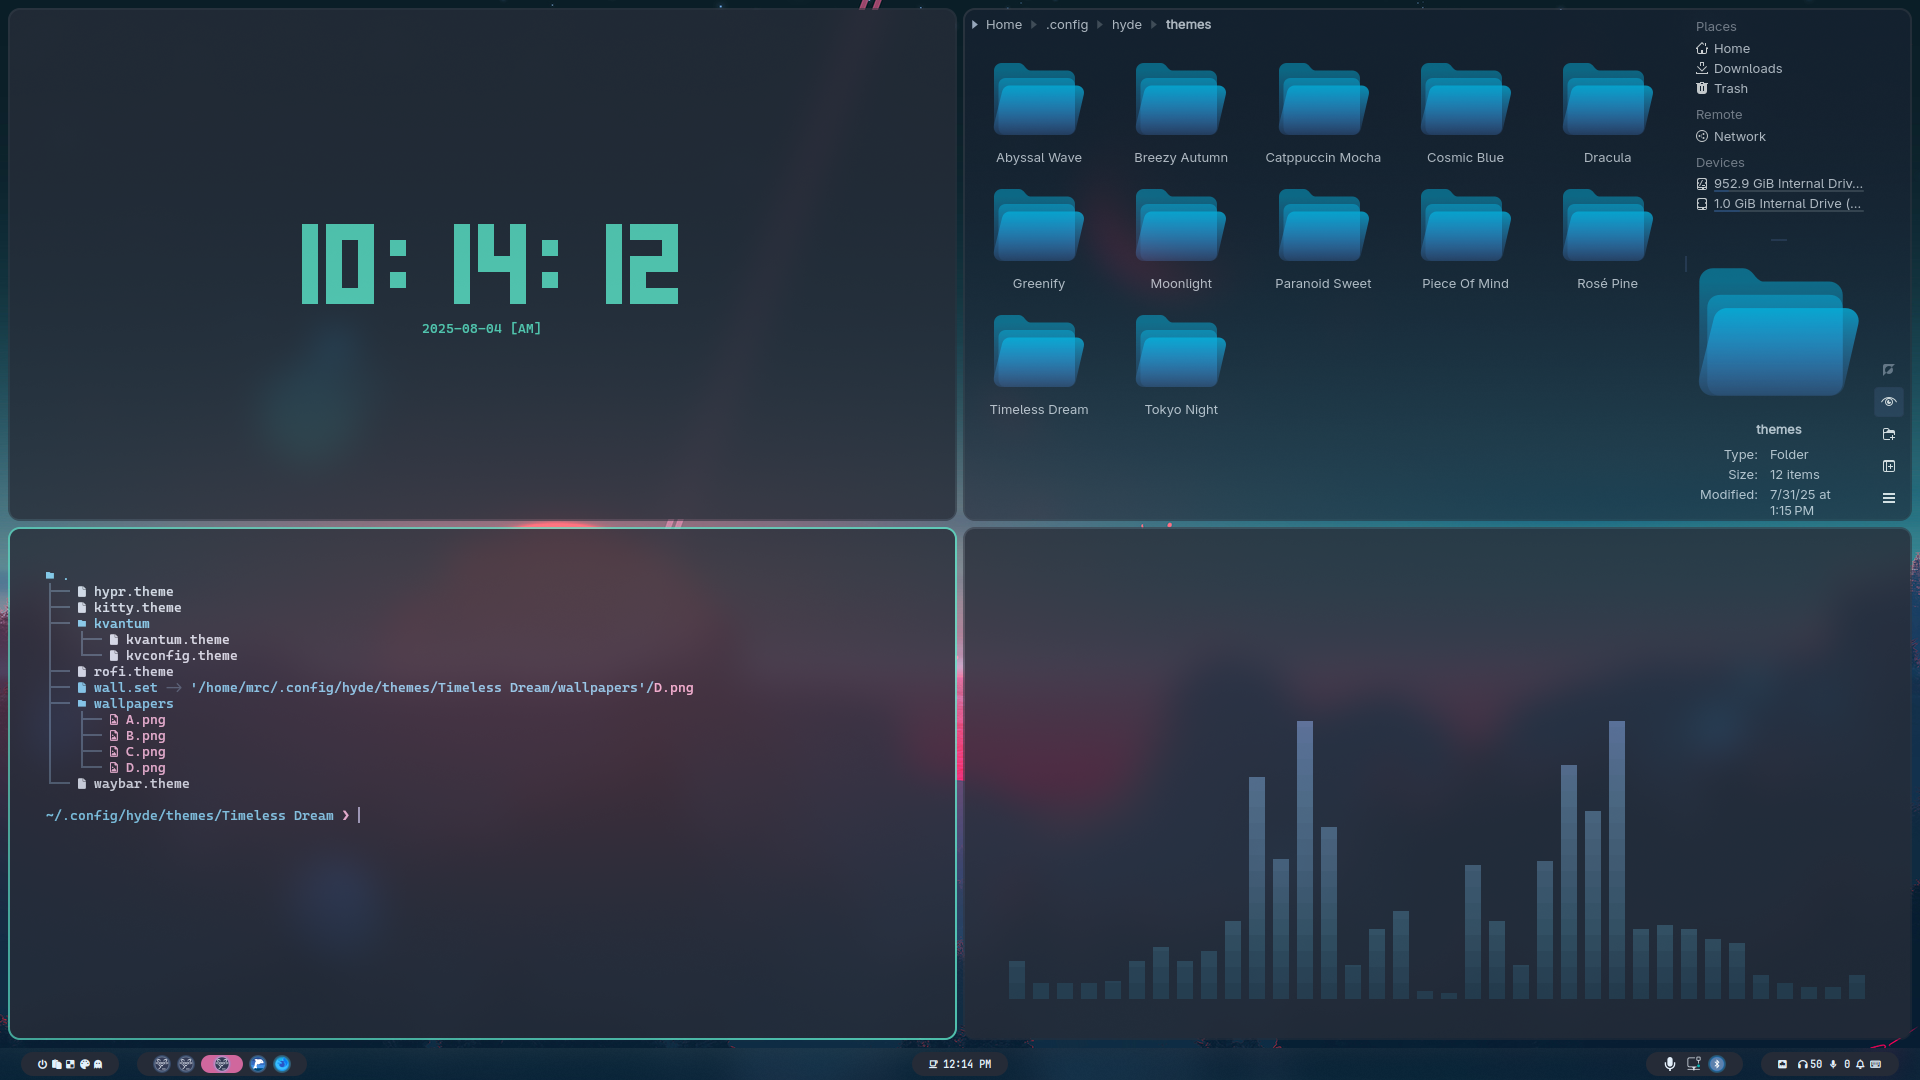 10:14:12
2025-08-04 [AM]
Home .config hyde themes
Abyssal Wave Breezy Autumn Catppuccin Mocha Cosmic Blue Dracula
Greenify Moonlight Paranoid Sweet Piece Of Mind Rosé Pine
Timeless Dream Tokyo Night
Places
Home
Downloads
Trash
Remote
Network
Devices
952.9 GiB Internal Driv...
1.0 GiB Internal Drive (...
themes
Type: Folder
Size: 12 items
Modified: 7/31/25 at
1:15 PM
.
hypr.theme
kitty.theme
kvantum
kvantum.theme
kvconfig.theme
rofi.theme
wall.set -> '/home/mrc/.config/hyde/themes/Timeless Dream/wallpapers'/D.png
wallpapers
A.png
B.png
C.png
D.png
waybar.theme
~/.config/hyde/themes/Timeless Dream ❯
12:14 PM
50 0